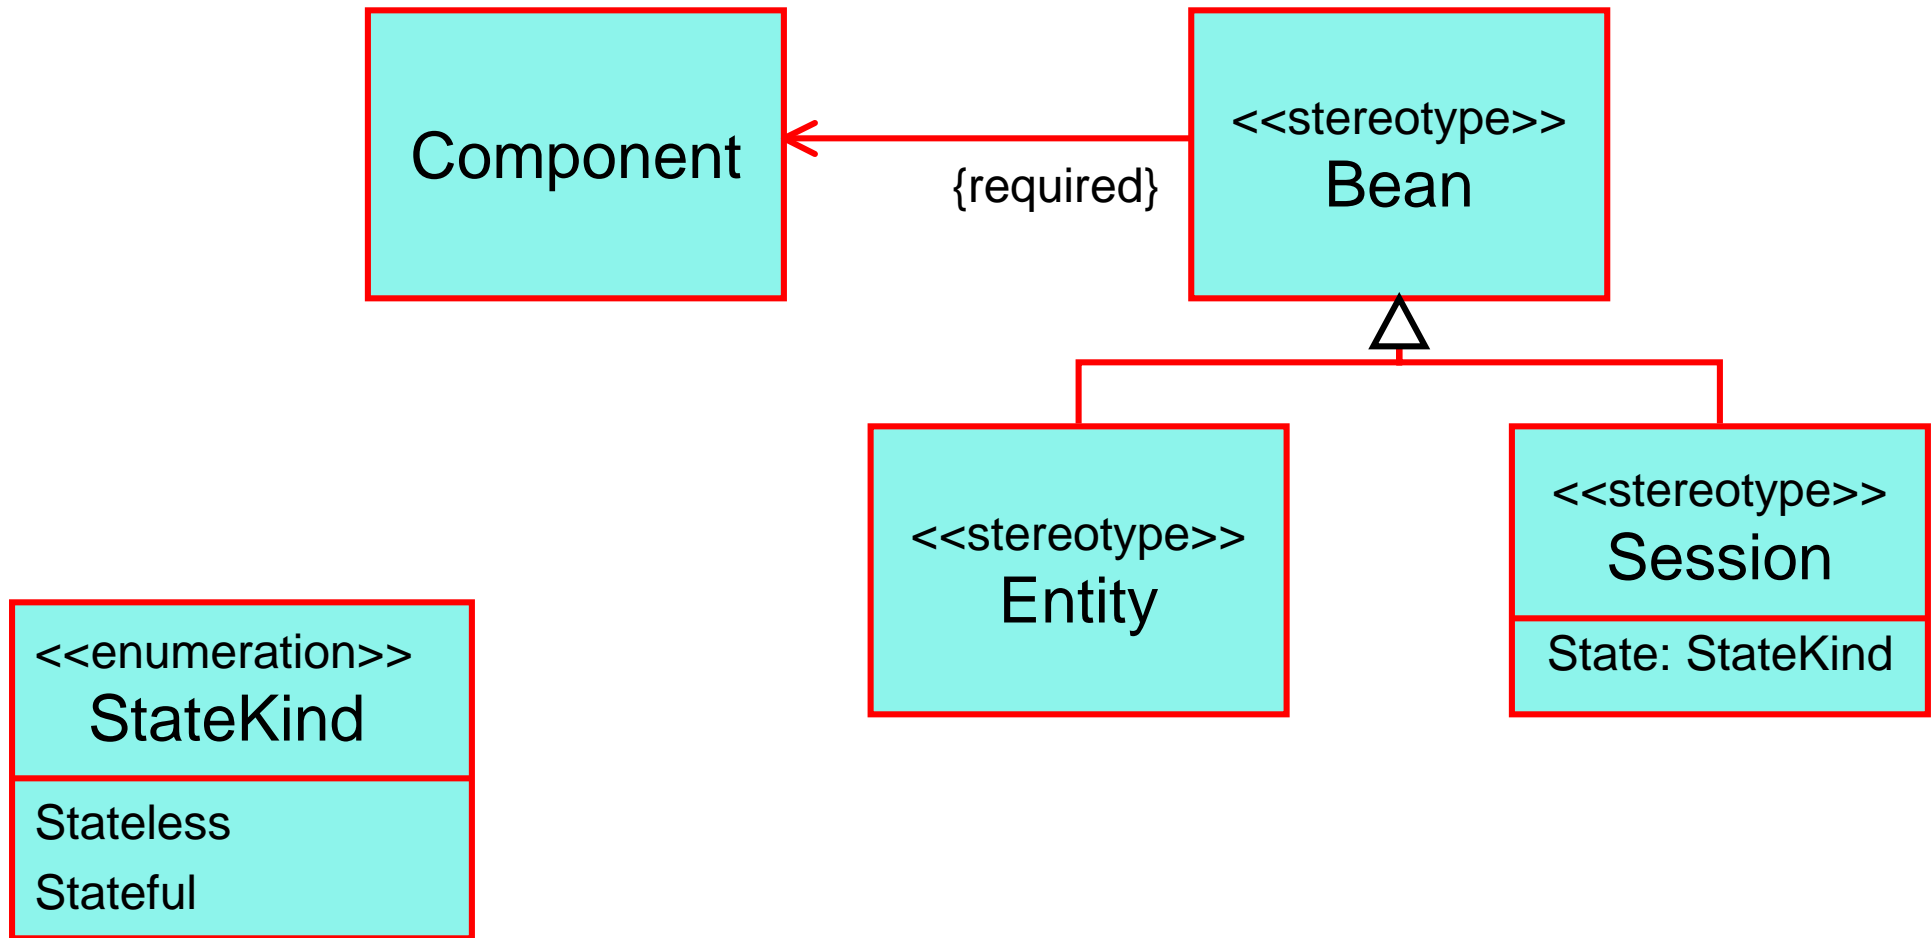 Component
{required}
<<stereotype>>
Bean
<<stereotype>>
Entity
<<stereotype>>
Session
State: StateKind
<<enumeration>>
StateKind
Stateless
Stateful